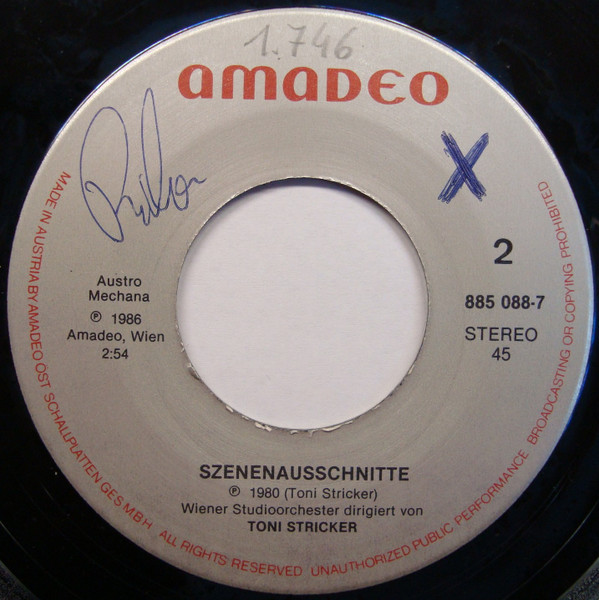 1.746
amadeo
2
885 088-7
STEREO
45
Austro
Mechana
℗ 1986
Amadeo, Wien
2:54
SZENENAUSSCHNITTE
℗ 1980 (Toni Stricker)
Wiener Studioorchester dirigiert von
TONI STRICKER
MADE IN AUSTRIA BY AMADEO ÖST. SCHALLPLATTEN GES.M.B.H. ALL RIGHTS RESERVED UNAUTHORIZED PUBLIC PERFORMANCE BROADCASTING OR COPYING PROHIBITED